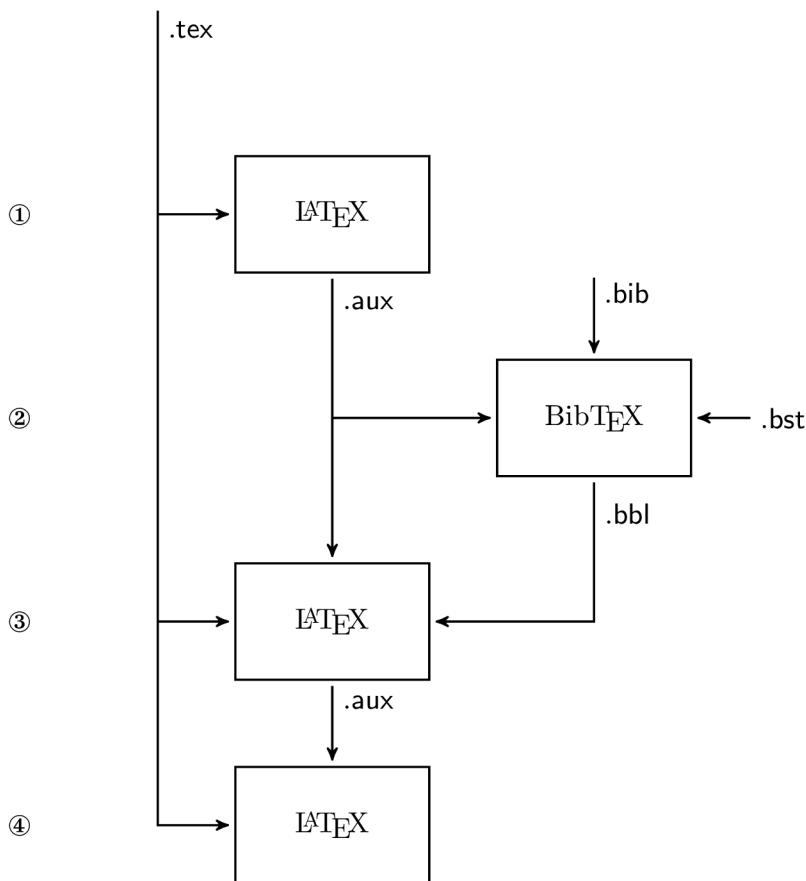 .tex
① LATEX
.aux
.bib
② BibTEX .bst
.bbl
③ LATEX
.aux
④ LATEX